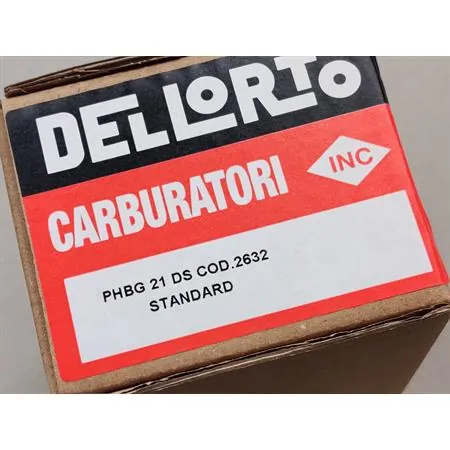 DELLORTO
CARBURATORI
INC
PHBG 21 DS COD.2632
STANDARD